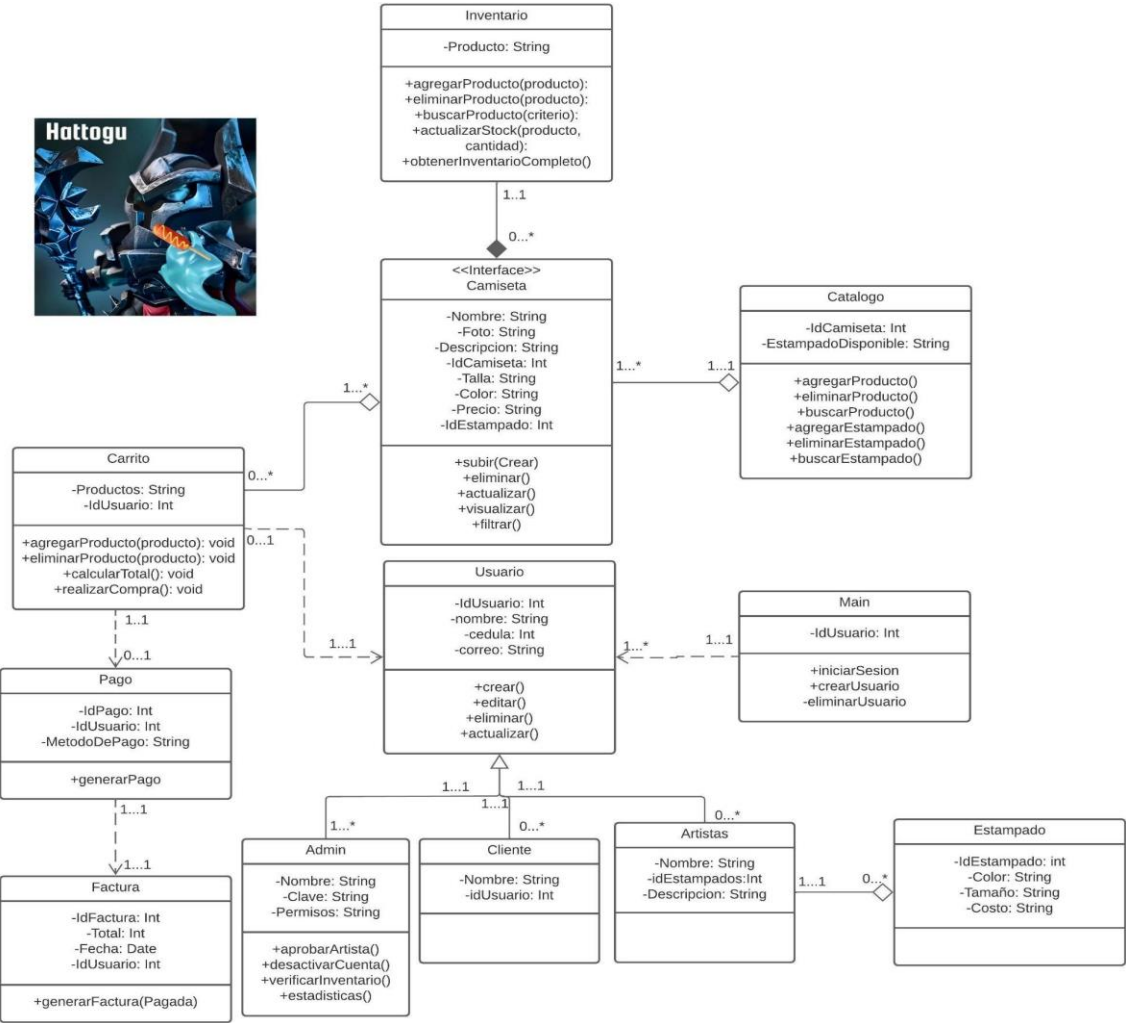 Inventario
-Producto: String
+agregarProducto(producto):
+eliminarProducto(producto):
+buscarProducto(criterio):
+actualizarStock(producto,
cantidad):
+obtenerInventarioCompleto()
Hattogu
1..1
0...*
<<Interface>>
Camiseta
-Nombre: String
-Foto: String
-Descripcion: String
-IdCamiseta: Int
-Talla: String
-Color: String
-Precio: String
-IdEstampado: Int
+subir(Crear)
+eliminar()
+actualizar()
+visualizar()
+filtrar()
1...*
1...1
Catalogo
-IdCamiseta: Int
-EstampadoDisponible: String
+agregarProducto()
+eliminarProducto()
+buscarProducto()
+agregarEstampado()
+eliminarEstampado()
+buscarEstampado()
1...*
0...*
Carrito
-Productos: String
-IdUsuario: Int
+agregarProducto(producto): void
+eliminarProducto(producto): void
+calcularTotal(): void
+realizarCompra(): void
0...1
1...1
Usuario
-IdUsuario: Int
-nombre: String
-cedula: Int
-correo: String
+crear()
+editar()
+eliminar()
+actualizar()
1...*
1...1
Main
-IdUsuario: Int
+iniciarSesion
+crearUsuario
-eliminarUsuario
1...1
0...1
Pago
-IdPago: Int
-IdUsuario: Int
-MetodoDePago: String
+generarPago
1...1
1...1
Factura
-IdFactura: Int
-Total: Int
-Fecha: Date
-IdUsuario: Int
+generarFactura(Pagada)
1...1
1...1
1...1
1...*
0...*
0...*
Admin
-Nombre: String
-Clave: String
-Permisos: String
+aprobarArtista()
+desactivarCuenta()
+verificarInventario()
+estadisticas()
Cliente
-Nombre: String
-idUsuario: Int
Artistas
-Nombre: String
-idEstampados:Int
-Descripcion: String
1...1
0...*
Estampado
-IdEstampado: int
-Color: String
-Tamaño: String
-Costo: String